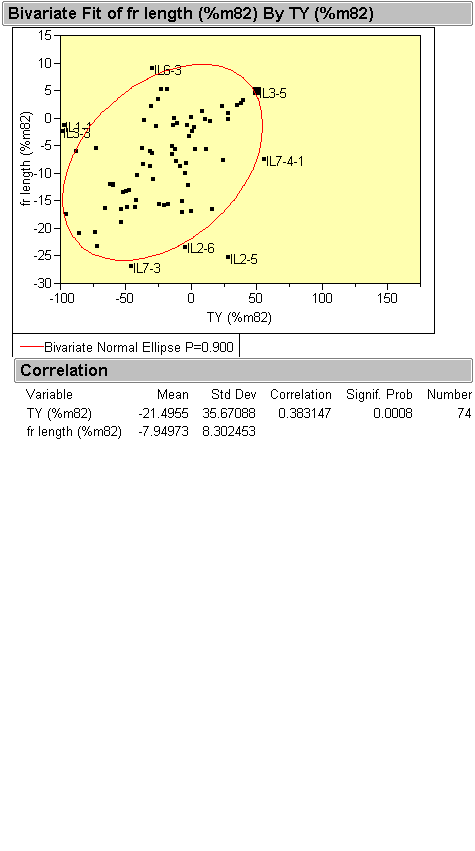 Bivariate Fit of fr length (%m82) By TY (%m82)
15
10
5
0
-5
-10
-15
-20
-25
-30
fr length (%m82)
IL6-3
IL3-5
IL1-1
IL7-4-1
IL2-6
IL2-5
IL7-3
-100 -50 0 50 100 150
TY (%m82)
Bivariate Normal Ellipse P=0.900
Correlation
Variable Mean Std Dev Correlation Signif. Prob Number
TY (%m82) -21.4955 35.67088 0.383147 0.0008 74
fr length (%m82) -7.94973 8.302453